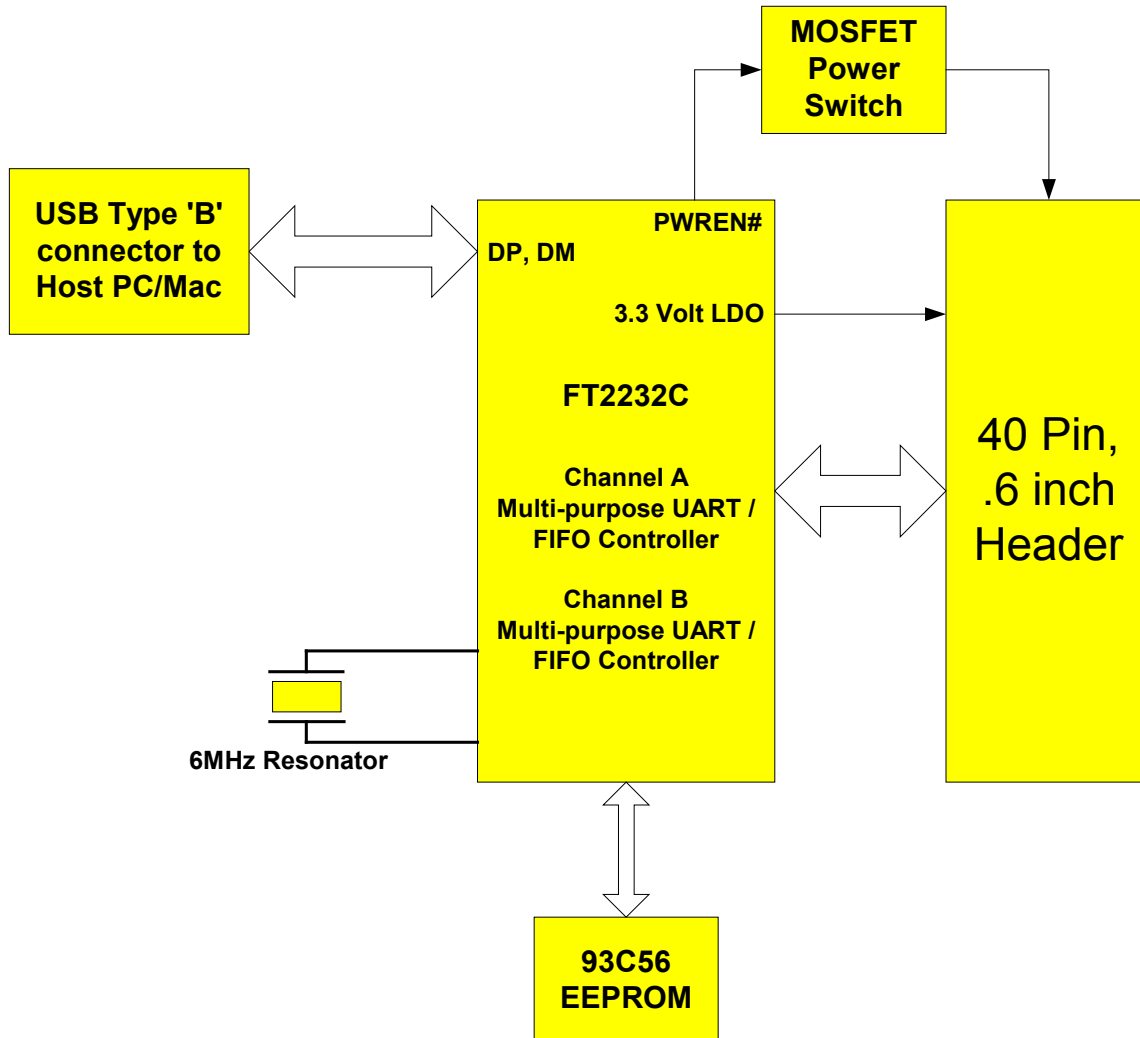 MOSFET
Power
Switch
USB Type 'B'
connector to
Host PC/Mac
PWREN#
DP, DM
3.3 Volt LDO
FT2232C
Channel A
Multi-purpose UART /
FIFO Controller
Channel B
Multi-purpose UART /
FIFO Controller
40 Pin,
.6 inch
Header
6MHz Resonator
93C56
EEPROM